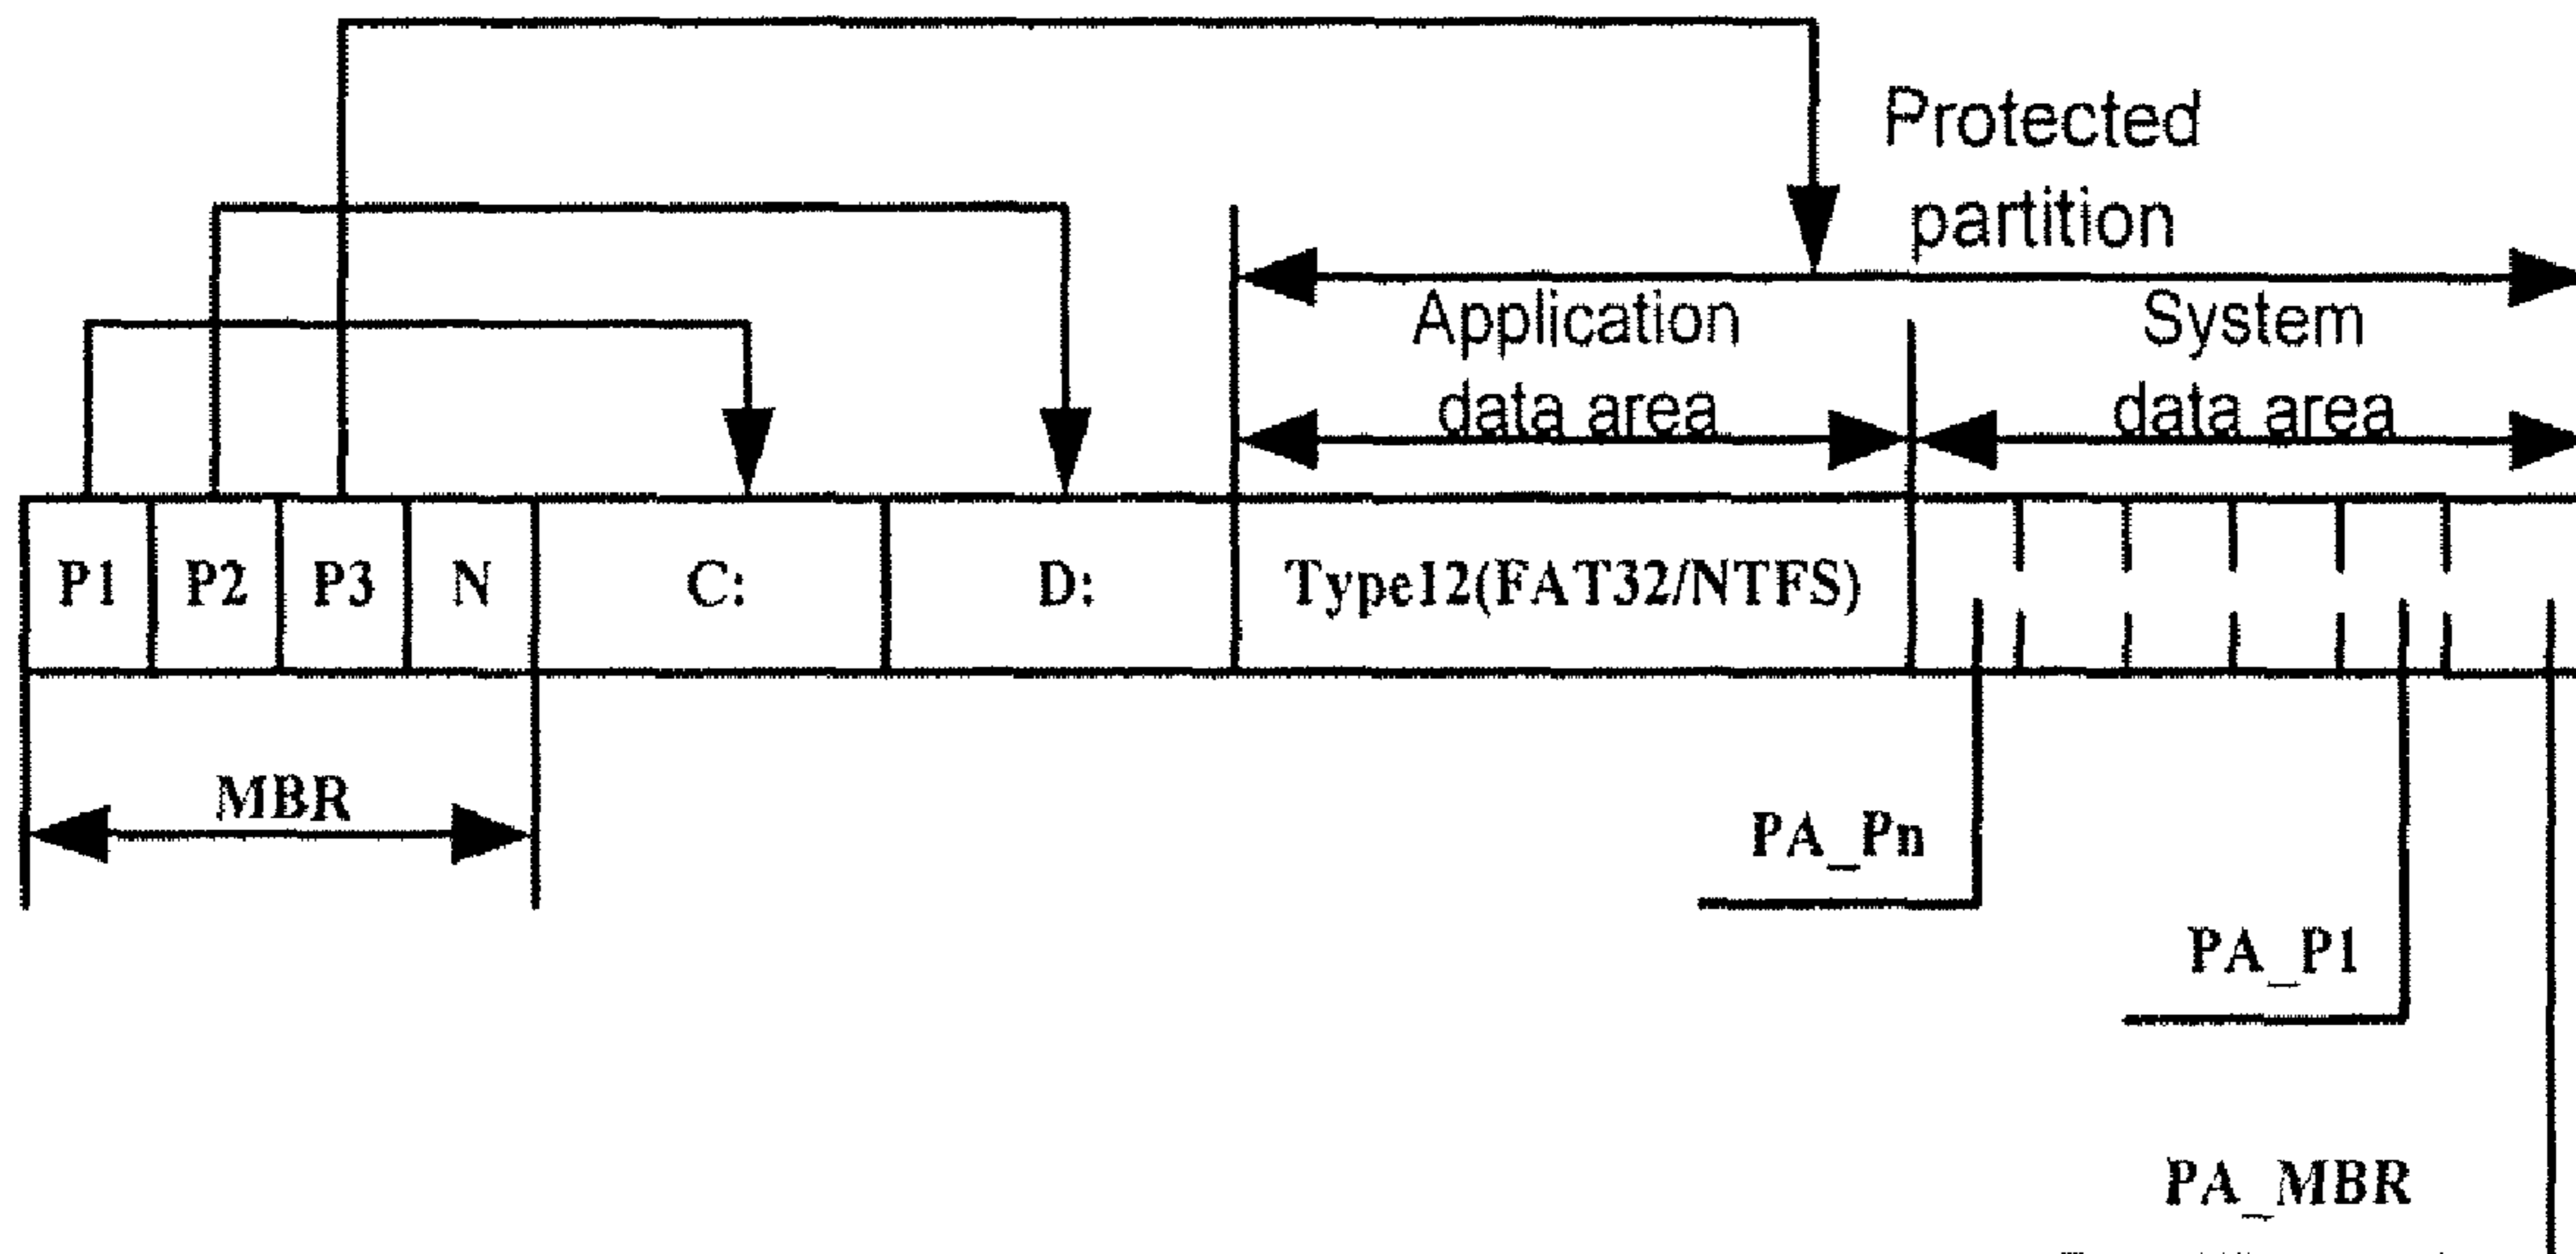 Protected
partition
Application
data area
System
data area
P1 P2 P3 N C: D: Type12(FAT32/NTFS)
MBR
PA_Pn
PA_P1
PA_MBR